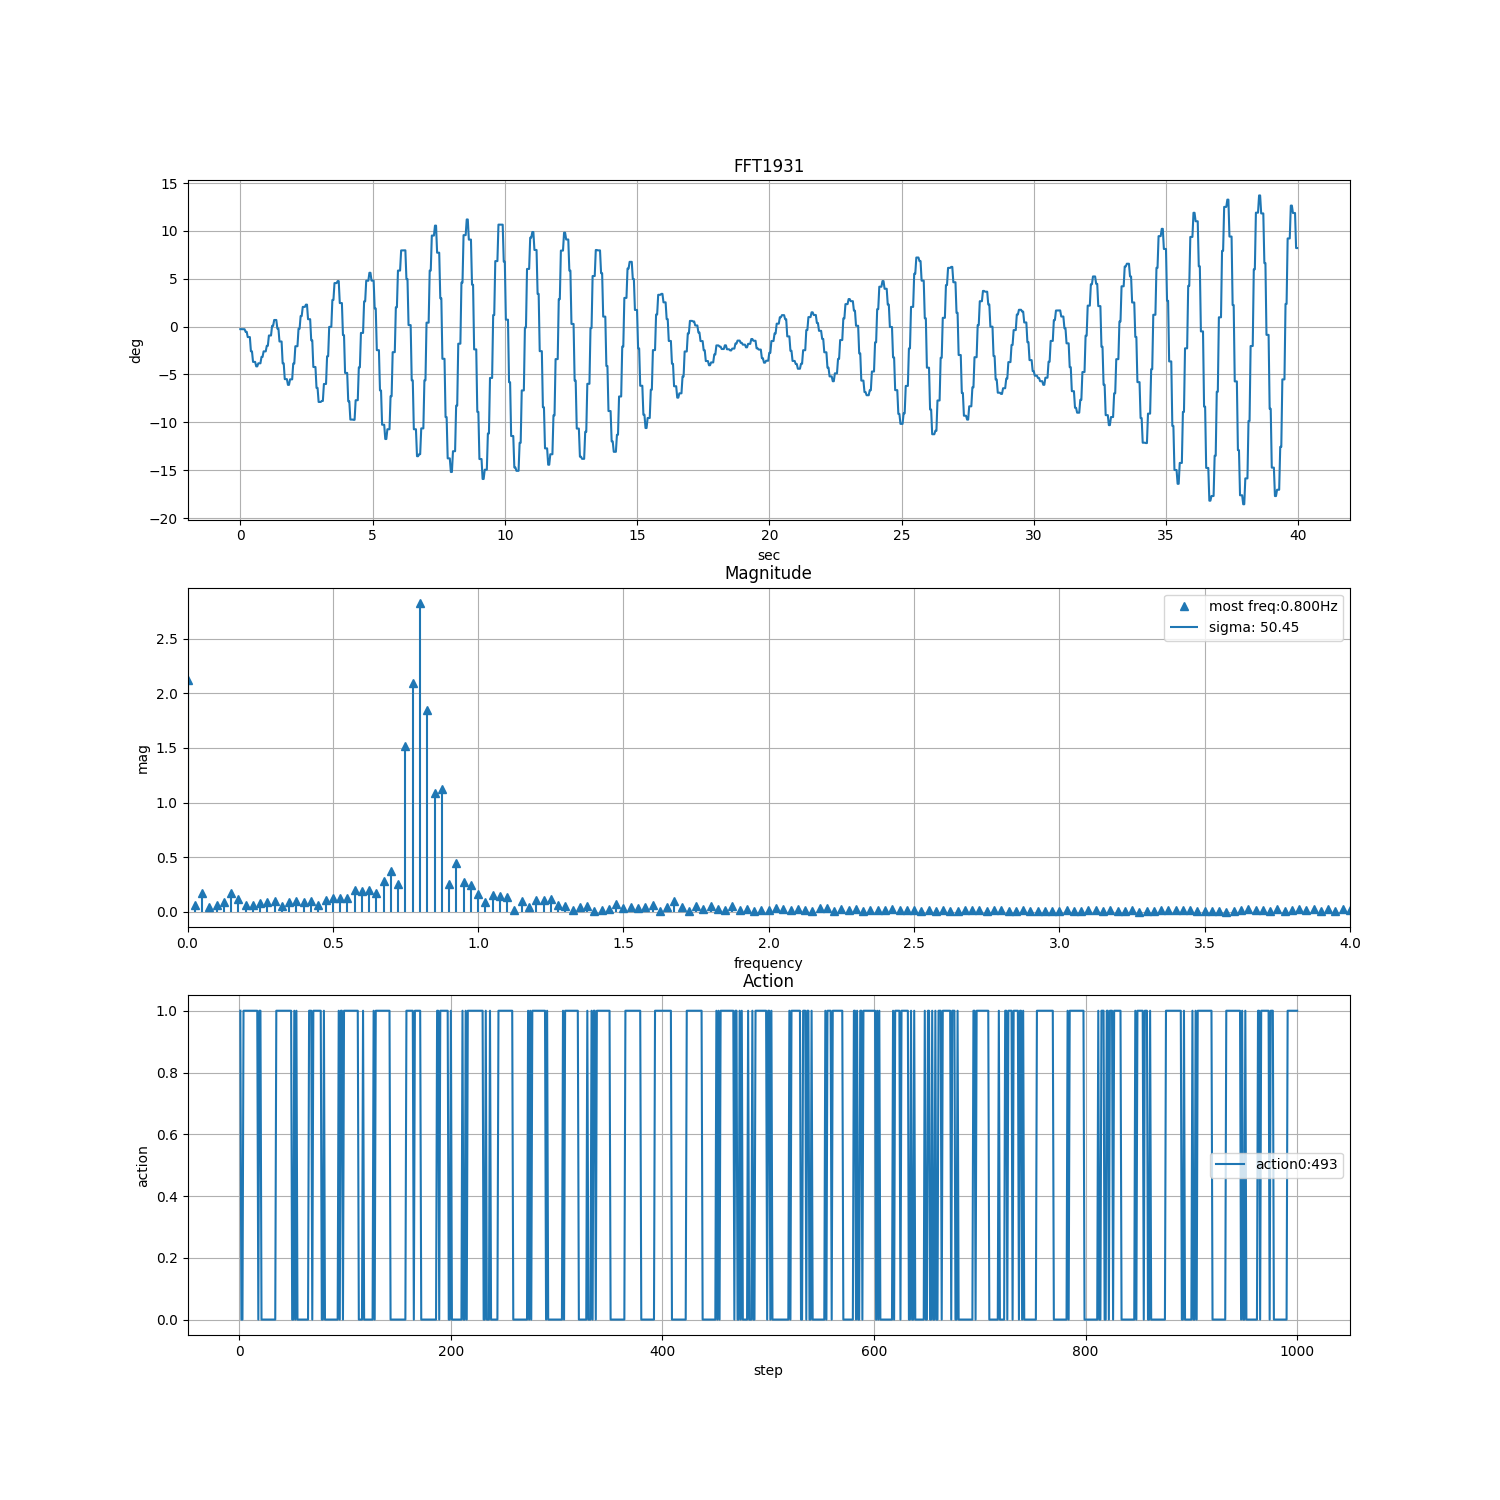 FFT1931
15
10
5
0
−5
−10
−15
−20
deg
0 5 10 15 20 25 30 35 40
sec
Magnitude
most freq:0.800Hz
sigma: 50.45
2.5
2.0
1.5
1.0
0.5
0.0
mag
0.0 0.5 1.0 1.5 2.0 2.5 3.0 3.5 4.0
frequency
Action
1.0
0.8
0.6
0.4
0.2
0.0
action
action0:493
0 200 400 600 800 1000
step